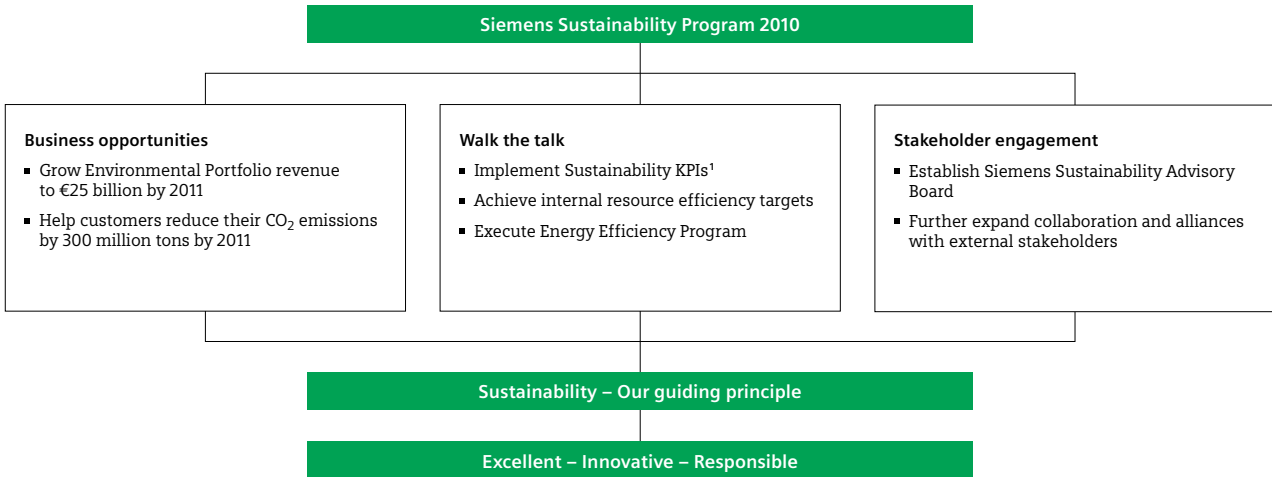 Siemens Sustainability Program 2010
Business opportunities
▪ Grow Environmental Portfolio revenue
to €25 billion by 2011
▪ Help customers reduce their CO₂ emissions
by 300 million tons by 2011
Walk the talk
▪ Implement Sustainability KPIs¹
▪ Achieve internal resource efficiency targets
▪ Execute Energy Efficiency Program
Stakeholder engagement
▪ Establish Siemens Sustainability Advisory
Board
▪ Further expand collaboration and alliances
with external stakeholders
Sustainability – Our guiding principle
Excellent – Innovative – Responsible